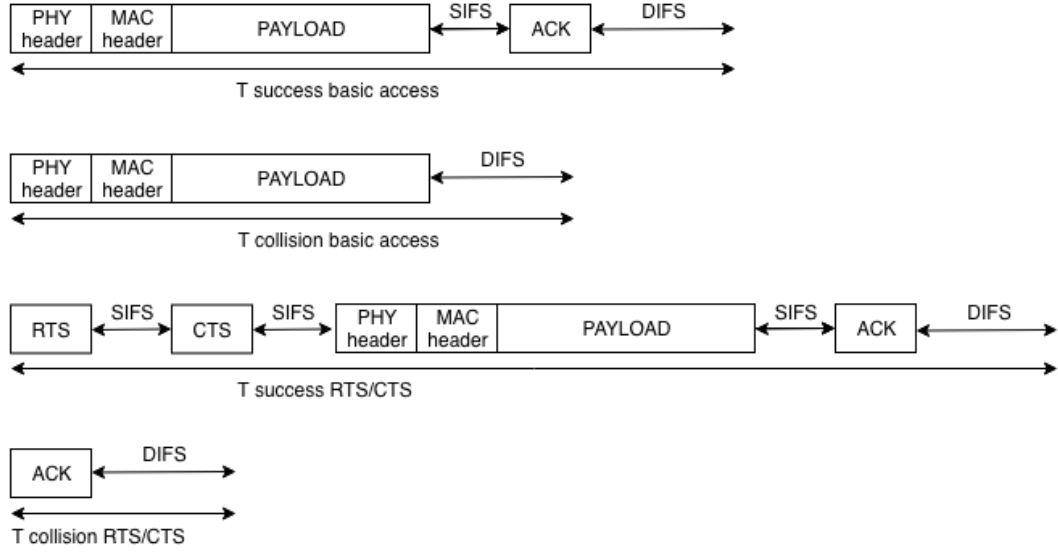 SIFS DIFS
PHY header MAC header PAYLOAD ACK
T success basic access
DIFS
PHY header MAC header PAYLOAD
T collision basic access
SIFS SIFS SIFS DIFS
RTS CTS PHY header MAC header PAYLOAD ACK
T success RTS/CTS
DIFS
ACK
T collision RTS/CTS